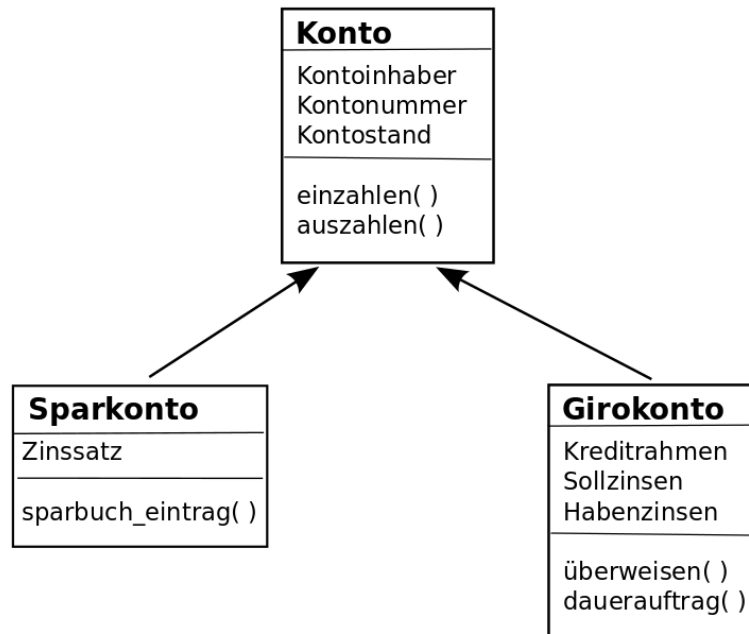 Konto
Kontoinhaber
Kontonummer
Kontostand
einzahlen( )
auszahlen( )
Sparkonto
Zinssatz
sparbuch_eintrag( )
Girokonto
Kreditrahmen
Sollzinsen
Habenzinsen
überweisen( )
dauerauftrag( )